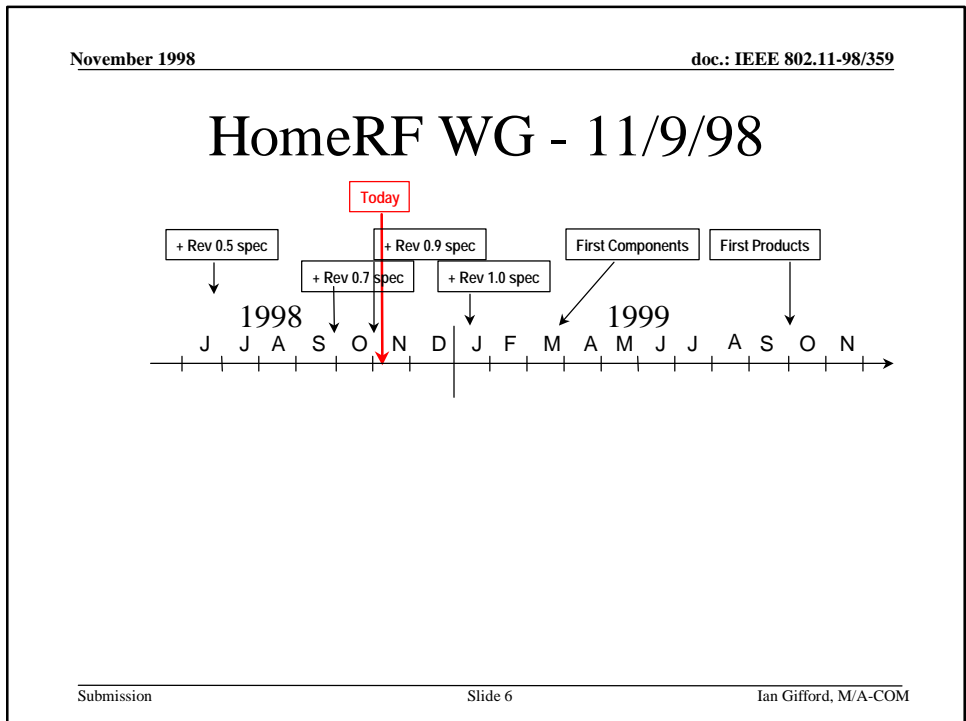 November 1998 doc.: IEEE 802.11-98/359
HomeRF WG - 11/9/98
Today
+ Rev 0.5 spec + Rev 0.9 spec First Components First Products
+ Rev 0.7 spec + Rev 1.0 spec
1998 1999
J J A S O N D J F M A M J J A S O N
Submission Slide 6 Ian Gifford, M/A-COM